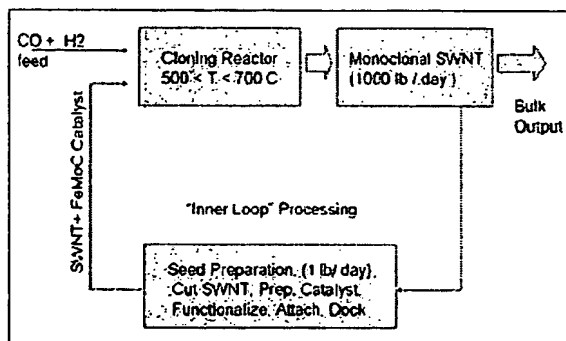 CO + H2
feed
Cloning Reactor
500 < T < 700 C
Monoclonal SWNT
(1000 lb / day )
Bulk
Output
SWNT+ FeMoC Catalyst
"Inner Loop" Processing
Seed Preparation, (1 lb/ day),
Cut SWNT, Prep, Catalyst,
Functionalize, Attach, Dock